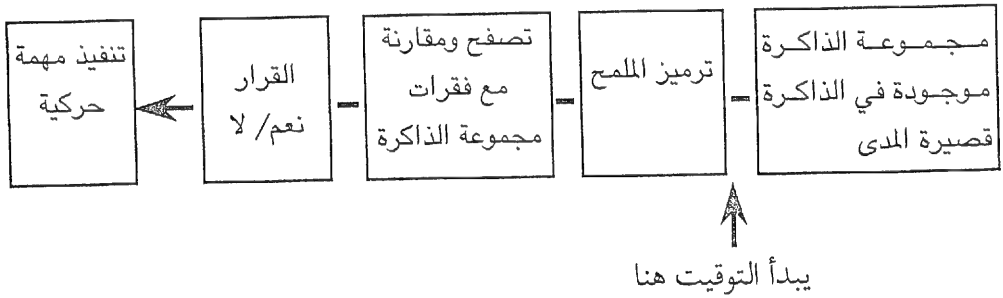 مجموعة الذاكرة
موجودة في الذاكرة
قصيرة المدى
ترميز الملمح
تصفح ومقارنة
مع فقرات
مجموعة الذاكرة
القرار
نعم/ لا
تنفيذ مهمة
حركية
يبدأ التوقيت هنا